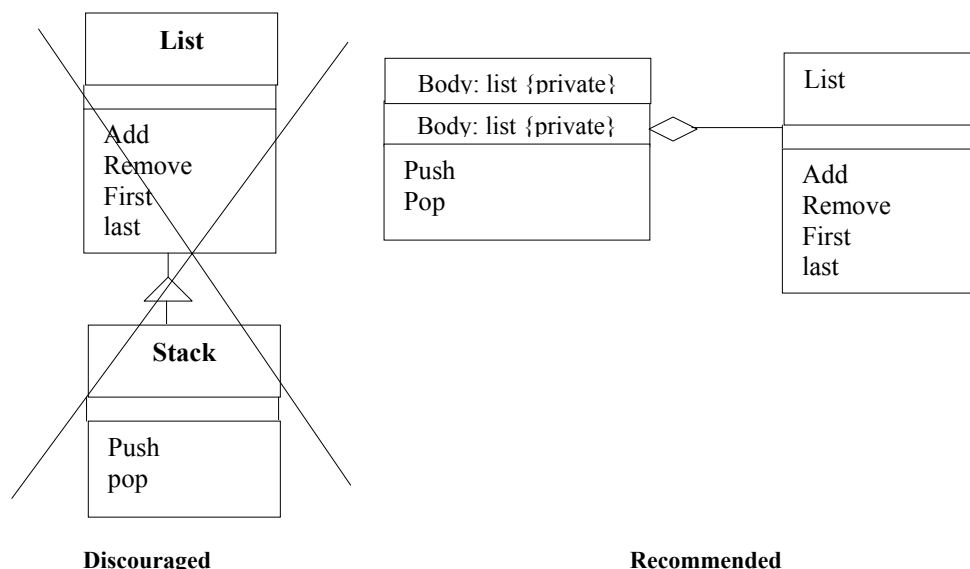 List
Add
Remove
First
last
Stack
Push
pop
Discouraged
Body: list {private}
Body: list {private}
Push
Pop
List
Add
Remove
First
last
Recommended